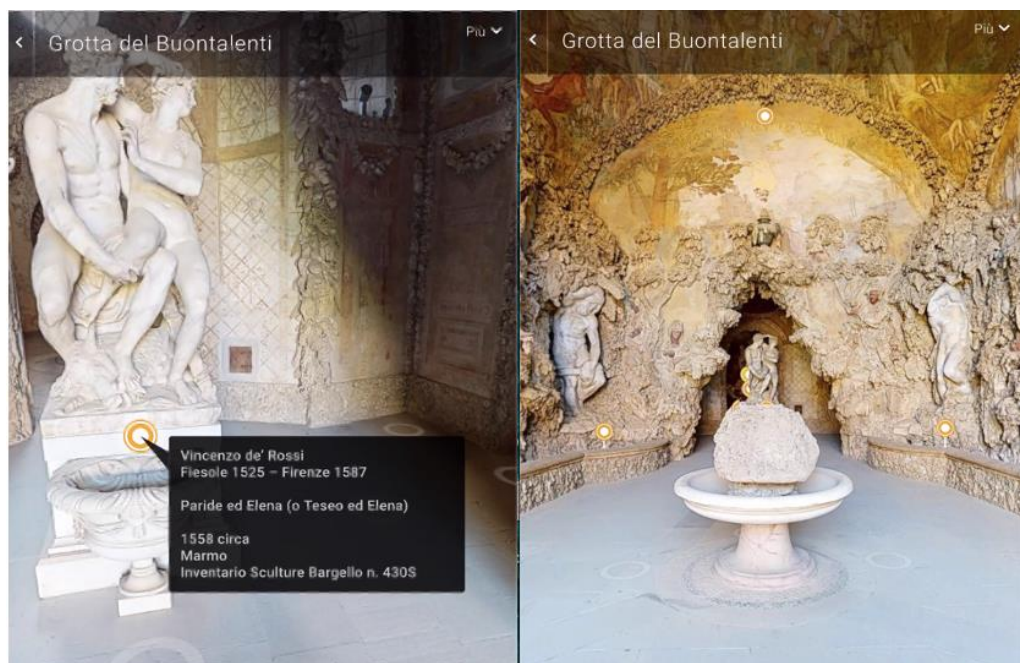 Grotta del Buontalenti
Più
Vincenzo de' Rossi
Fiesole 1525 – Firenze 1587
Paride ed Elena (o Teseo ed Elena)
1558 circa
Marmo
Inventario Sculture Bargello n. 430S
Grotta del Buontalenti
Più